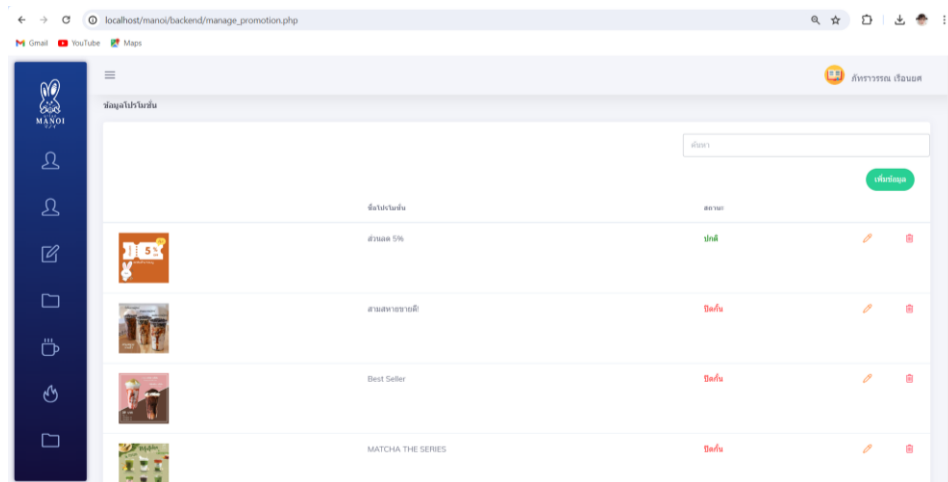 localhost/manoi/backend/manage_promotion.php
Gmail YouTube Maps
MANOI
ภัทราวรรณ เรือนยศ
ข้อมูลโปรโมชั่น
ค้นหา
เพิ่มข้อมูล
ชื่อโปรโมชั่น สถานะ
5%
ส่วนลด 5% ปกติ
สามสหายขายดี! ปิดกั้น
Best Seller ปิดกั้น
MATCHA THE SERIES ปิดกั้น